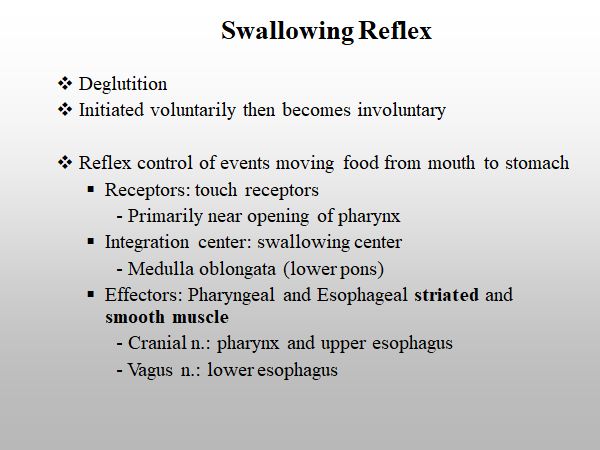 Swallowing Reflex
❖ Deglutition
❖ Initiated voluntarily then becomes involuntary
❖ Reflex control of events moving food from mouth to stomach
▪ Receptors: touch receptors
- Primarily near opening of pharynx
▪ Integration center: swallowing center
- Medulla oblongata (lower pons)
▪ Effectors: Pharyngeal and Esophageal striated and
smooth muscle
- Cranial n.: pharynx and upper esophagus
- Vagus n.: lower esophagus